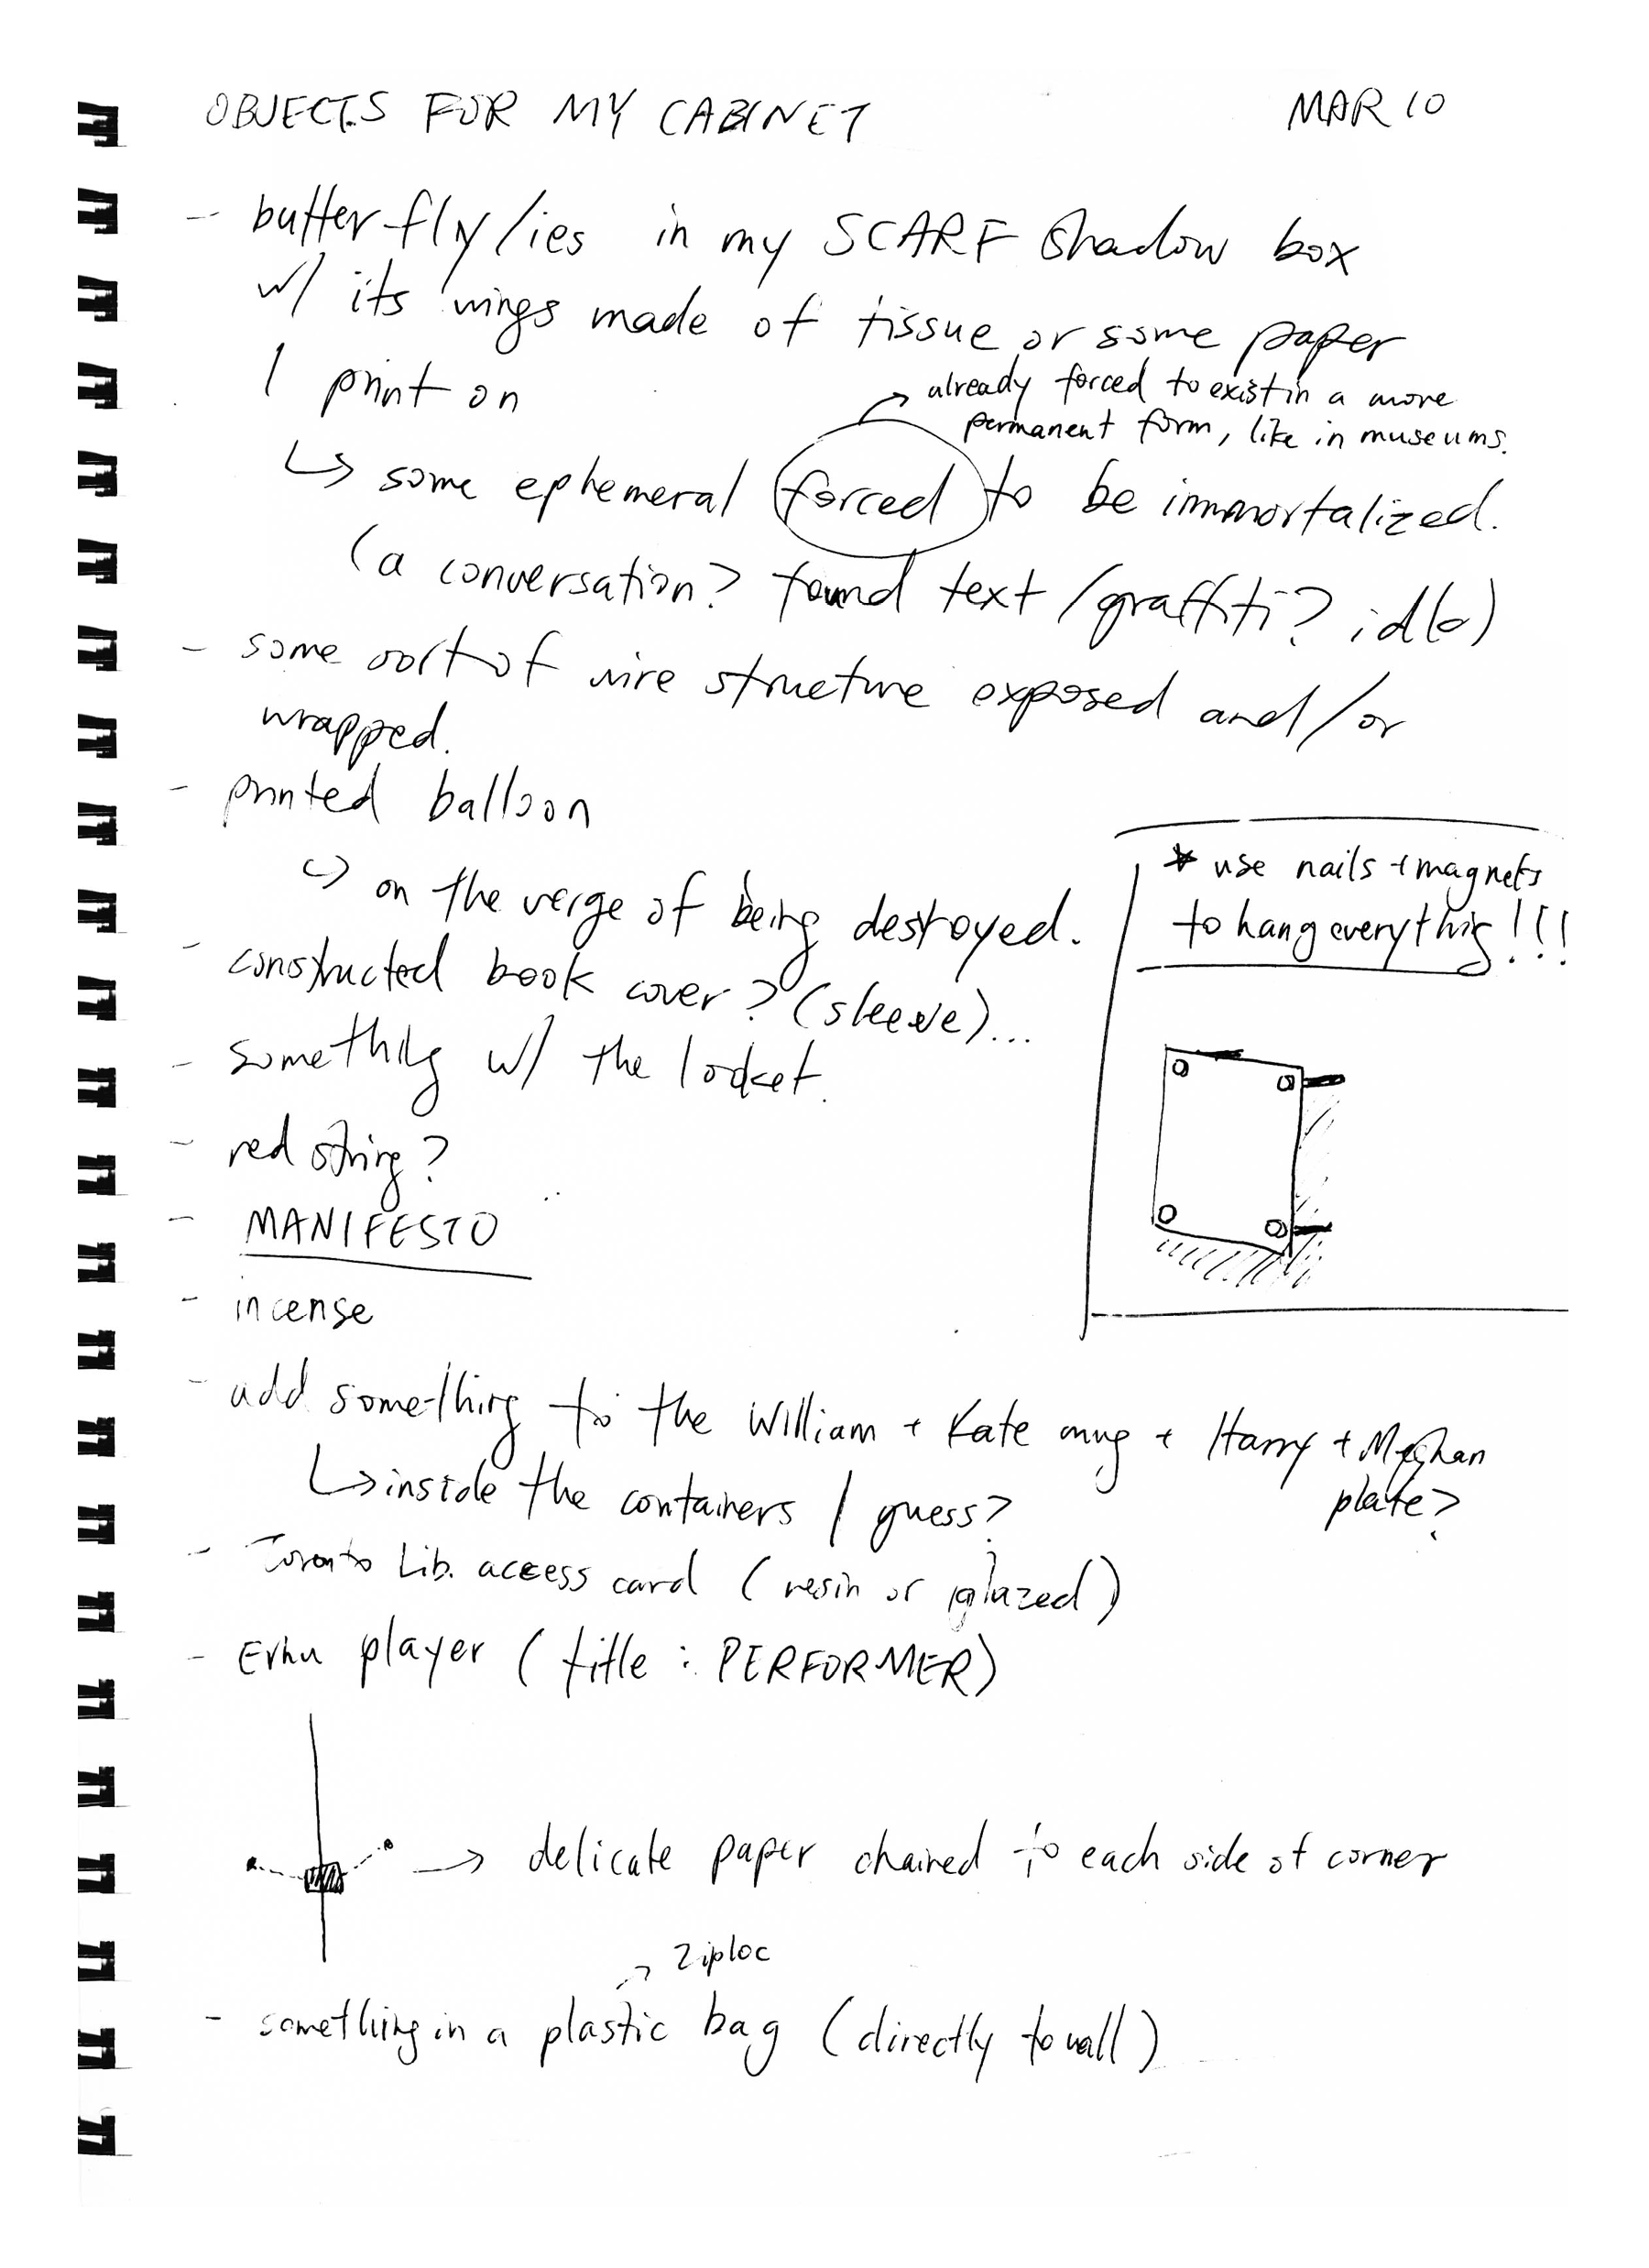 OBJECTS FOR MY CABINET MAR 10
- butterfly/ies in my SCARF shadow box
w/ its wings made of tissue or some paper
I print on
→ already forced to exist in a more
permanent form, like in museums.
↳ some ephemeral forced to be immortalized.
(a conversation? found text/graffiti? idk)
- some sort of wire structure exposed and/or
wrapped.
- printed balloon
↳ on the verge of being destroyed.
* use nails + magnets
to hang everything!!!
- constructed book cover? (sleeve)...
- something w/ the locket.
- red string?
- MANIFESTO
- incense
- add something to the William + Kate mug + Harry + Meghan
plate?
↳ inside the containers I guess?
- Toronto Lib. access card (resin or glazed)
- Erhu player (title: PERFORMER)
→ delicate paper chained to each side of corner
→ Ziploc
- something in a plastic bag (directly to wall)